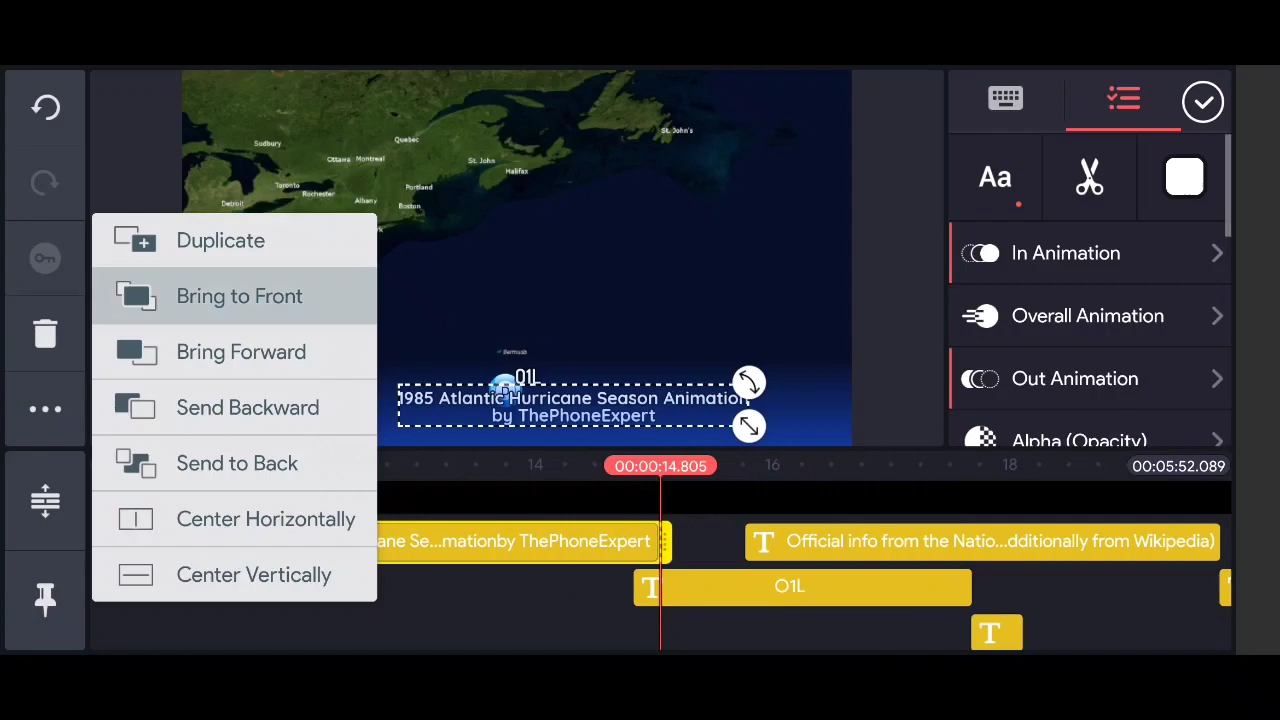 St. John's
Quebec
Sudbury
Ottawa Montreal
St. John
Halifax
Toronto
Rochester
Portland
Albany
Boston
Detroit
Aa
In Animation
Overall Animation
Out Animation
Alpha (Opacity)
Duplicate
Bring to Front
Bring Forward
Send Backward
Send to Back
Center Horizontally
Center Vertically
Bermuda
01L
D
1985 Atlantic Hurricane Season Animation
by ThePhoneExpert
14
00:00:14.805
16
18
00:05:52.089
ane Se...mationby ThePhoneExpert
T Official info from the Natio...dditionally from Wikipedia)
T 01L
T